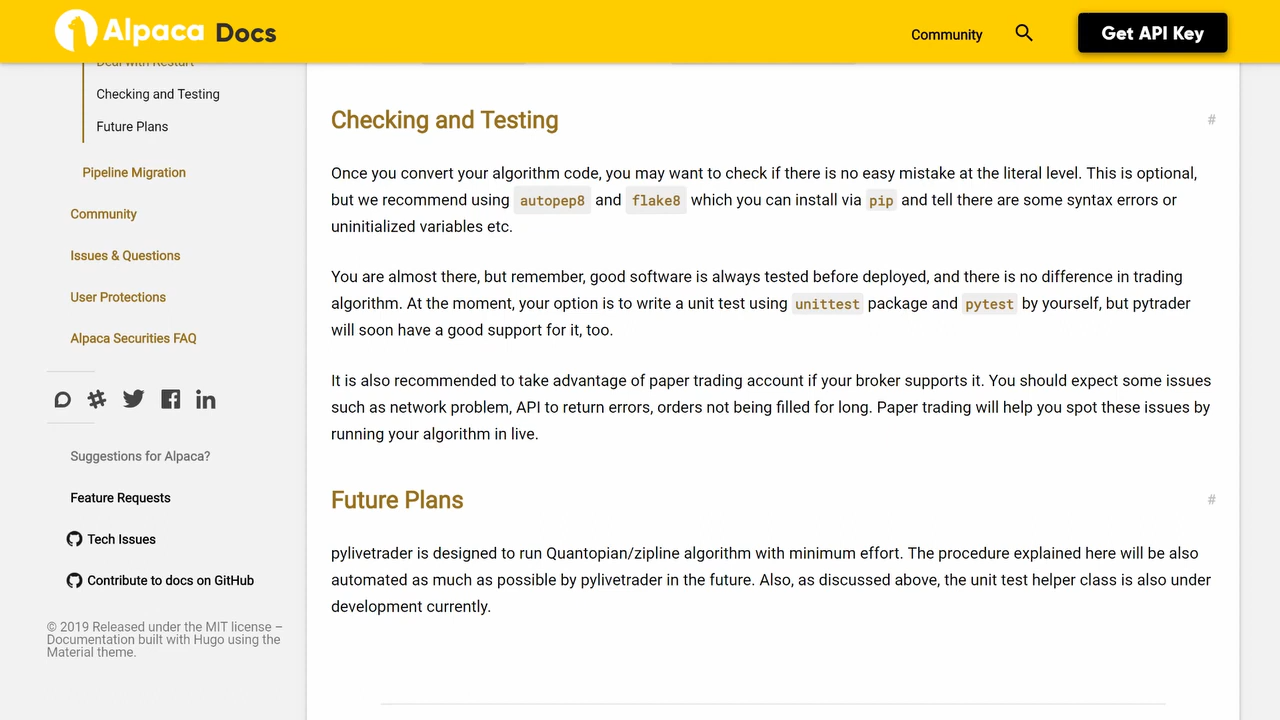 Alpaca Docs
Community
Get API Key
Deal with Restart
Checking and Testing
Future Plans
Pipeline Migration
Community
Issues & Questions
User Protections
Alpaca Securities FAQ
Suggestions for Alpaca?
Feature Requests
Tech Issues
Contribute to docs on GitHub
© 2019 Released under the MIT license –
Documentation built with Hugo using the
Material theme.
Checking and Testing #
Once you convert your algorithm code, you may want to check if there is no easy mistake at the literal level. This is optional,
but we recommend using autopep8 and flake8 which you can install via pip and tell there are some syntax errors or
uninitialized variables etc.
You are almost there, but remember, good software is always tested before deployed, and there is no difference in trading
algorithm. At the moment, your option is to write a unit test using unittest package and pytest by yourself, but pytrader
will soon have a good support for it, too.
It is also recommended to take advantage of paper trading account if your broker supports it. You should expect some issues
such as network problem, API to return errors, orders not being filled for long. Paper trading will help you spot these issues by
running your algorithm in live.
Future Plans #
pylivetrader is designed to run Quantopian/zipline algorithm with minimum effort. The procedure explained here will be also
automated as much as possible by pylivetrader in the future. Also, as discussed above, the unit test helper class is also under
development currently.